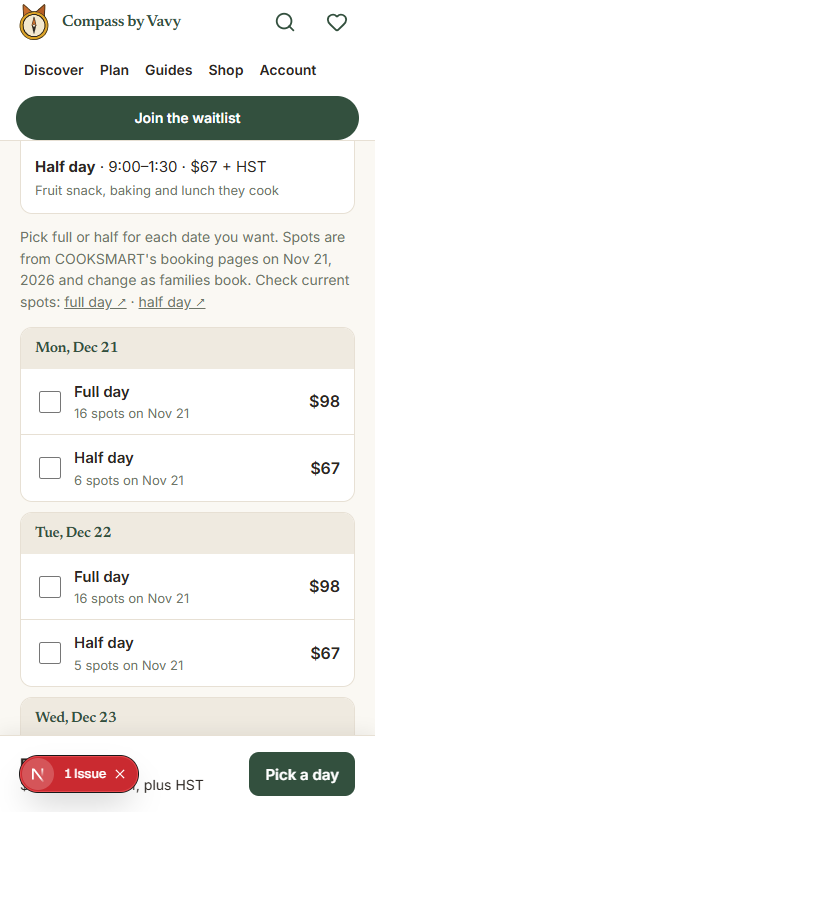 Compass by Vavy
Discover Plan Guides Shop Account
Join the waitlist
Half day · 9:00–1:30 · $67 + HST
Fruit snack, baking and lunch they cook
Pick full or half for each date you want. Spots are
from COOKSMART's booking pages on Nov 21,
2026 and change as families book. Check current
spots: full day ↗ · half day ↗
Mon, Dec 21
Full day
16 spots on Nov 21
$98
Half day
6 spots on Nov 21
$67
Tue, Dec 22
Full day
16 spots on Nov 21
$98
Half day
5 spots on Nov 21
$67
Wed, Dec 23
N 1 Issue ×
, plus HST
Pick a day